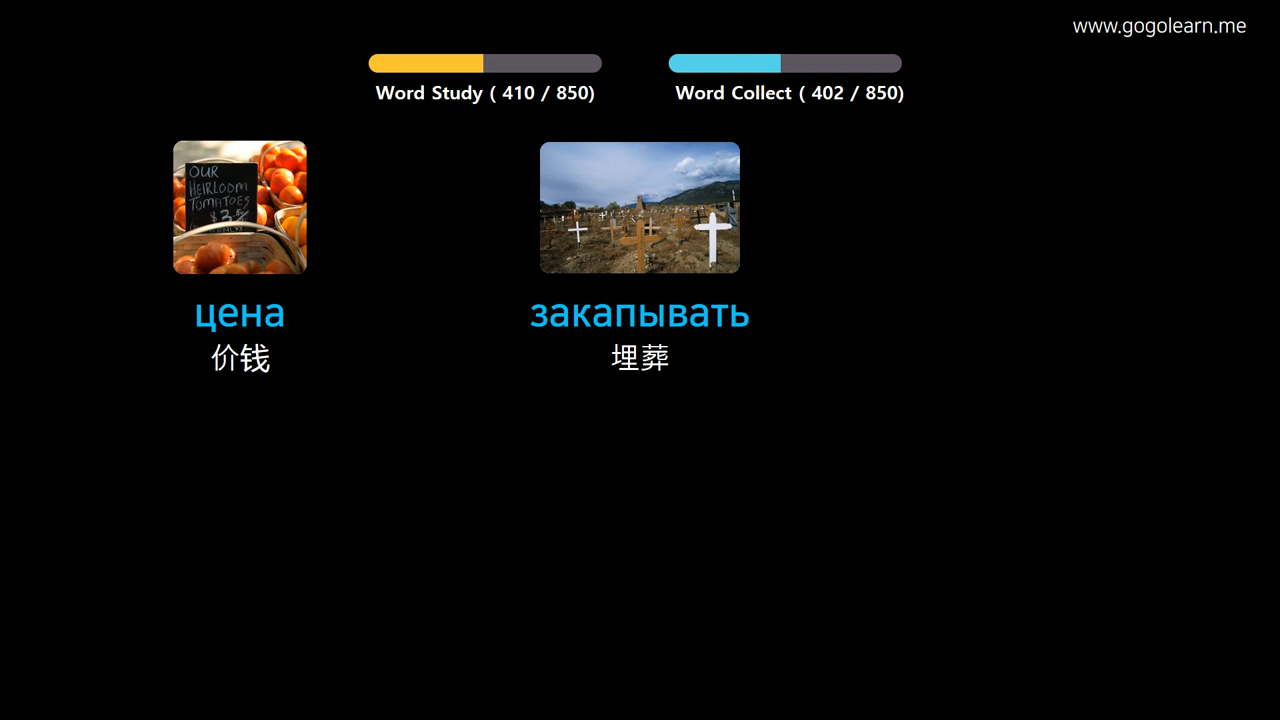 www.gogolearn.me
Word Study ( 410 / 850)
Word Collect ( 402 / 850)
OUR
HEIRLOOM
TOMATOES
цена
价钱
закапывать
埋葬